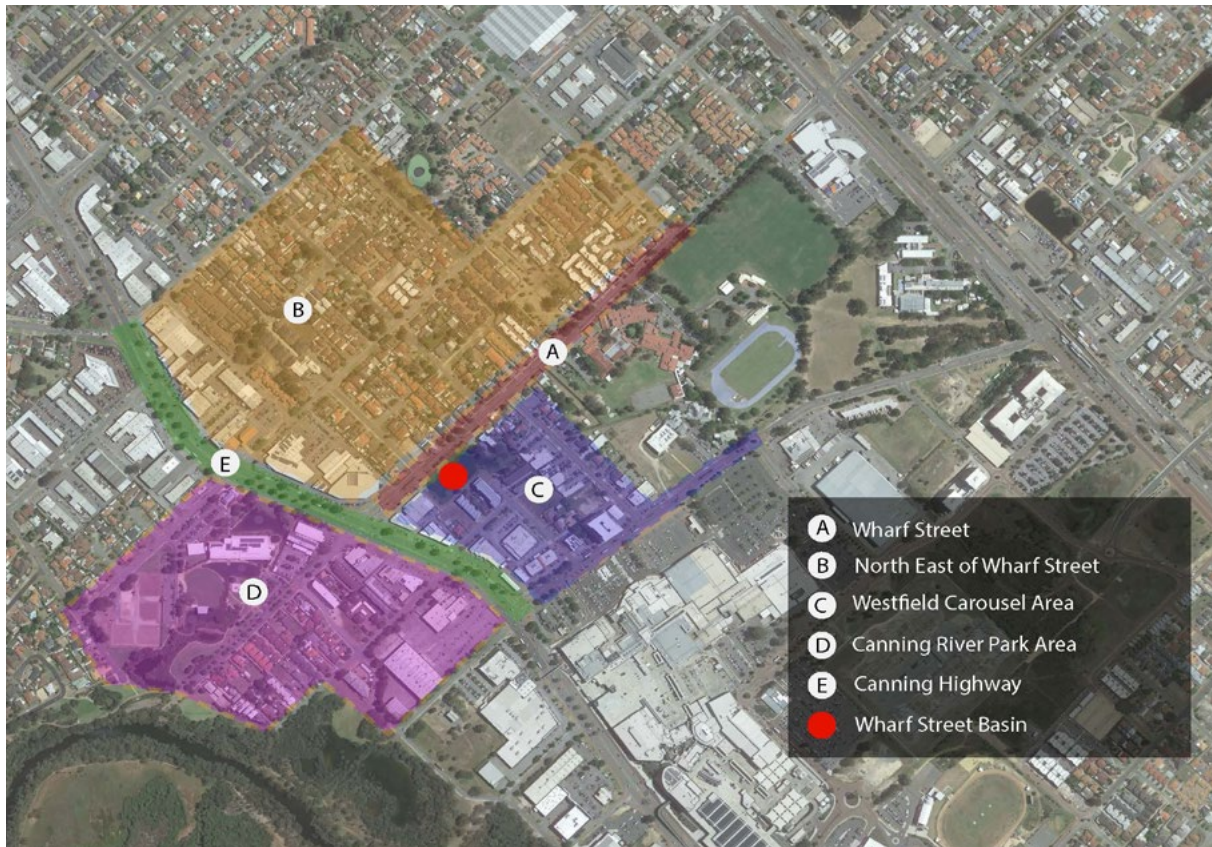 B
A
E
C
D
A Wharf Street
B North East of Wharf Street
C Westfield Carousel Area
D Canning River Park Area
E Canning Highway
Wharf Street Basin